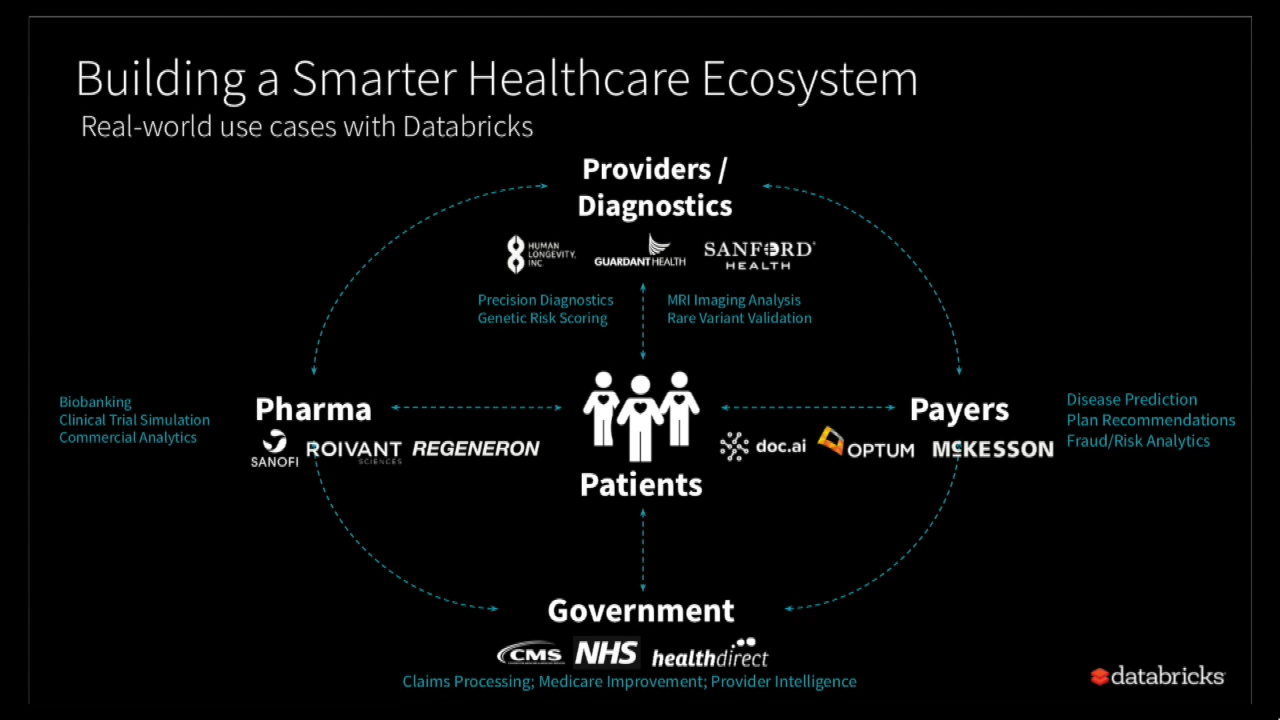 Building a Smarter Healthcare Ecosystem
Real-world use cases with Databricks
Providers /
Diagnostics
HUMAN
LONGEVITY,
INC.
GUARDANT HEALTH
SANFORD
HEALTH
Precision Diagnostics
Genetic Risk Scoring
MRI Imaging Analysis
Rare Variant Validation
Biobanking
Clinical Trial Simulation
Commercial Analytics
Pharma
SANOFI
ROIVANT
SCIENCES
REGENERON
Patients
Payers
doc.ai
OPTUM
MCKESSON
Disease Prediction
Plan Recommendations
Fraud/Risk Analytics
Government
CMS
NHS
healthdirect
Claims Processing; Medicare Improvement; Provider Intelligence
databricks